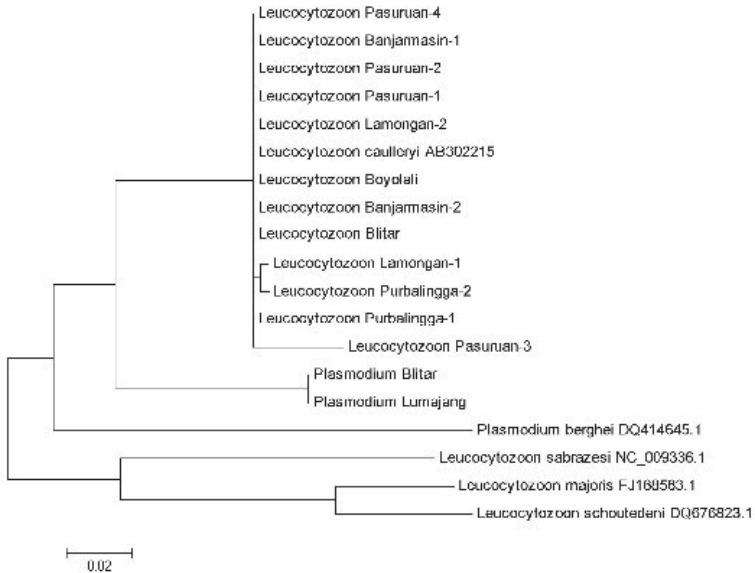 Leucocytozoon Pasuruan-4
Leucocytozoon Banjarmasin-1
Leucocytozoon Pasuruan-2
Leucocytozoon Pasuruan-1
Leucocytozoon Lamongan-2
Leucocytozoon caulleryi AB302215
Leucocytozoon Boyolali
Leucocytozoon Banjarmasin-2
Leucocytozoon Blitar
Leucocytozoon Lamongan-1
Leucocytozoon Purbalingga-2
Leucocytozoon Purbalingga-1
Leucocytozoon Pasuruan-3
Plasmodium Blitar
Plasmodium Lumajang
Plasmodium berghei DQ414645.1
Leucocytozoon sabrazesi NC_009336.1
Leucocytozoon majoris FJ168563.1
Leucocytozoon schoutedeni DQ676823.1
0.02